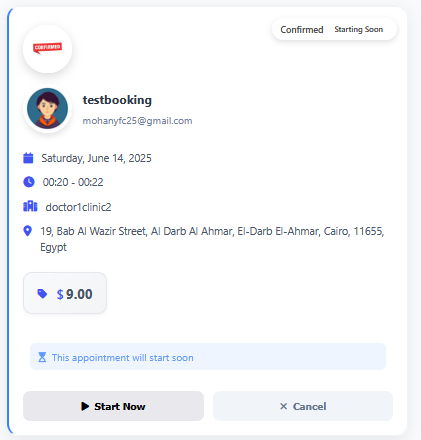 Confirmed Starting Soon
CONFIRMED
testbooking
mohanyfc25@gmail.com
Saturday, June 14, 2025
00:20 - 00:22
doctor1clinic2
19, Bab Al Wazir Street, Al Darb Al Ahmar, El-Darb El-Ahmar, Cairo, 11655,
Egypt
$ 9.00
This appointment will start soon
Start Now
Cancel